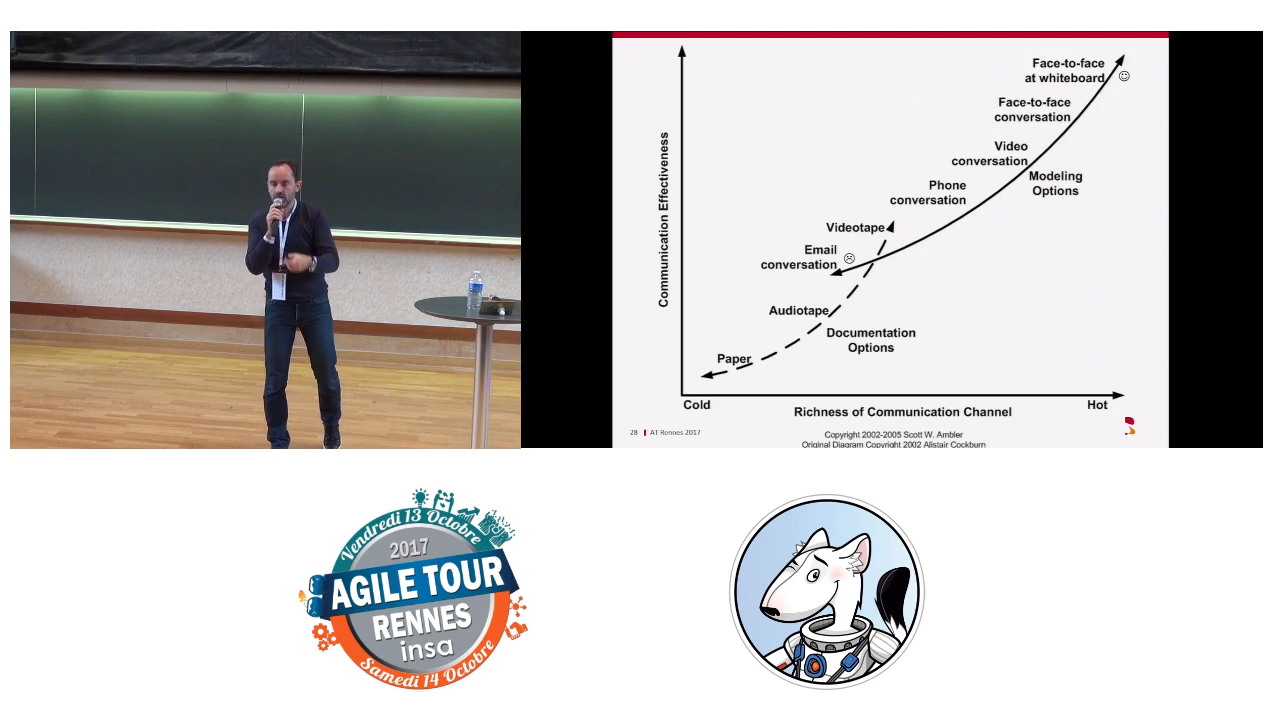 Face-to-face
at whiteboard
Face-to-face
conversation
Video
conversation
Modeling
Options
Phone
conversation
Videotape
Email
conversation
Audiotape
Documentation
Options
Paper
Communication Effectiveness
Cold
Hot
Richness of Communication Channel
28 AT Rennes 2017
Copyright 2002-2005 Scott W. Ambler
Original Diagram Copyright 2002 Alistair Cockburn
Vendredi 13 Octobre
2017
AGILE TOUR
RENNES
insa
Samedi 14 Octobre